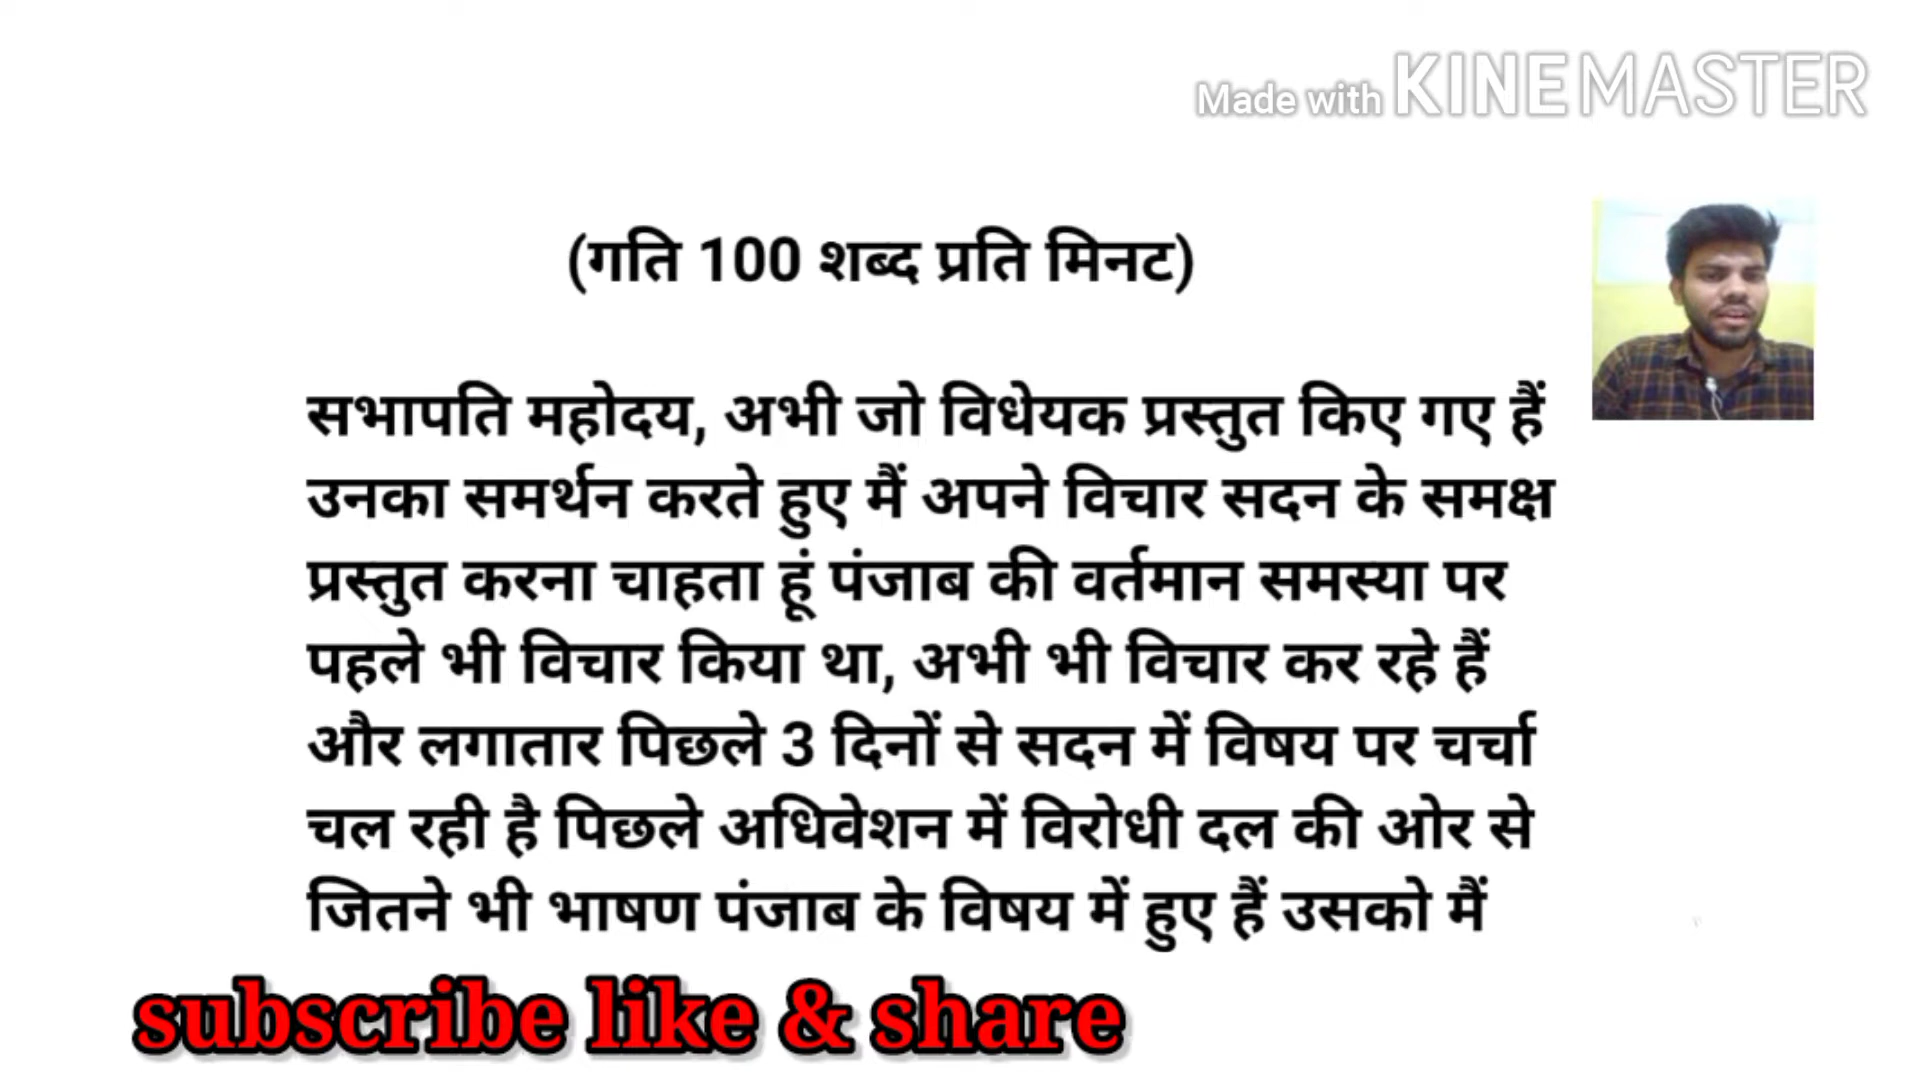 Made with KINEMASTER
(गति 100 शब्द प्रति मिनट)
सभापति महोदय, अभी जो विधेयक प्रस्तुत किए गए हैं
उनका समर्थन करते हुए मैं अपने विचार सदन के समक्ष
प्रस्तुत करना चाहता हूं पंजाब की वर्तमान समस्या पर
पहले भी विचार किया था, अभी भी विचार कर रहे हैं
और लगातार पिछले 3 दिनों से सदन में विषय पर चर्चा
चल रही है पिछले अधिवेशन में विरोधी दल की ओर से
जितने भी भाषण पंजाब के विषय में हुए हैं उसको मैं
subscribe like & share